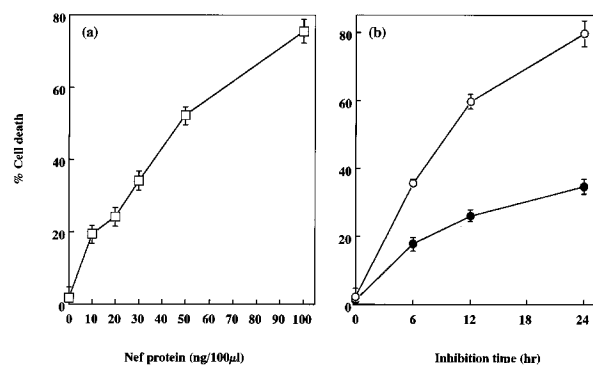 (a)
% Cell death
80
60
40
20
0
0 10 20 30 40 50 60 70 80 90 100
Nef protein (ng/100μl)
(b)
80
60
40
20
0
0 6 12 18 24
Inhibition time (hr)